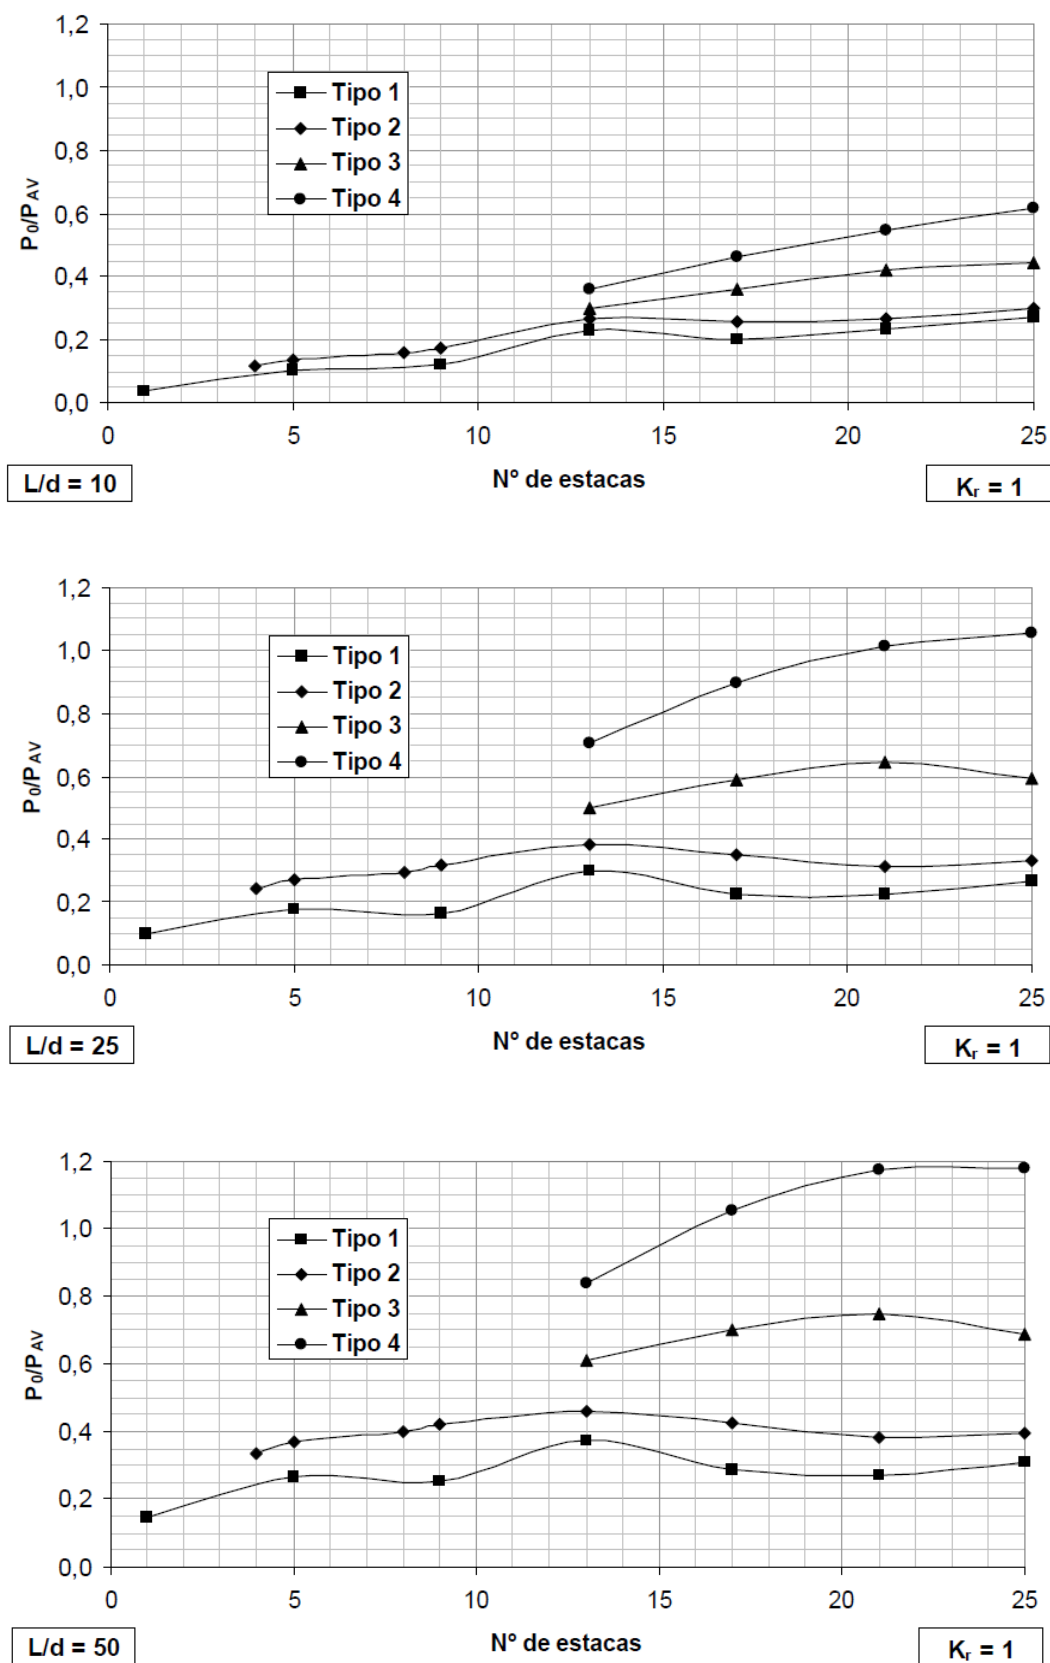 1,2
1,0
0,8
0,6
0,4
0,2
0,0
P₀/P_AV
Tipo 1
Tipo 2
Tipo 3
Tipo 4
0 5 10 15 20 25
Nº de estacas
L/d = 10
Kᵣ = 1
1,2
1,0
0,8
0,6
0,4
0,2
0,0
P₀/P_AV
Tipo 1
Tipo 2
Tipo 3
Tipo 4
0 5 10 15 20 25
Nº de estacas
L/d = 25
Kᵣ = 1
1,2
1,0
0,8
0,6
0,4
0,2
0,0
P₀/P_AV
Tipo 1
Tipo 2
Tipo 3
Tipo 4
0 5 10 15 20 25
Nº de estacas
L/d = 50
Kᵣ = 1